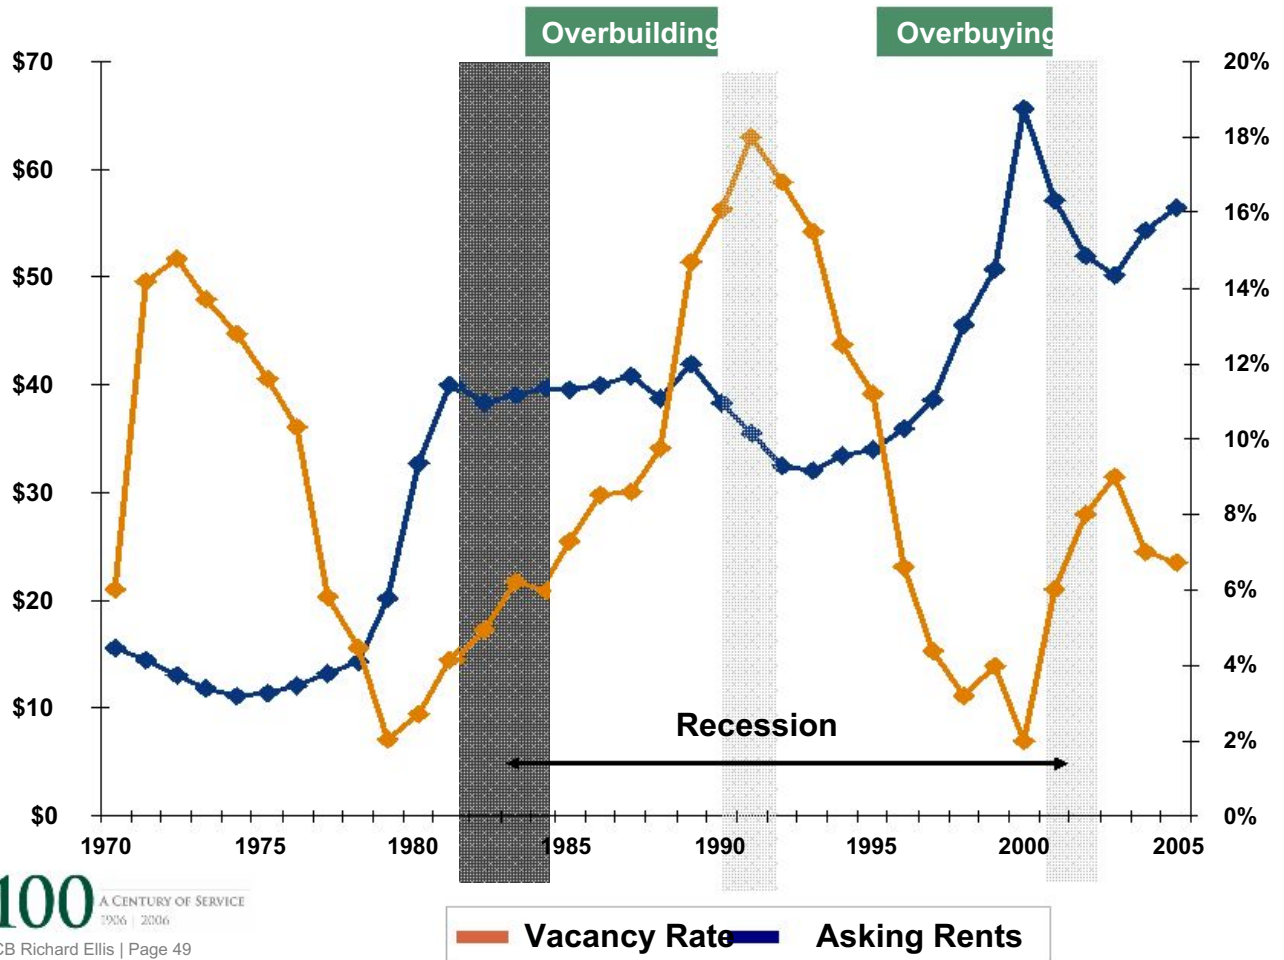 Overbuilding
Overbuying
$70
$60
$50
$40
$30
$20
$10
$0
20%
18%
16%
14%
12%
10%
8%
6%
4%
2%
0%
Recession
1970 1975 1980 1985 1990 1995 2000 2005
100 A CENTURY OF SERVICE
1906 | 2006
CB Richard Ellis | Page 49
Vacancy Rate Asking Rents